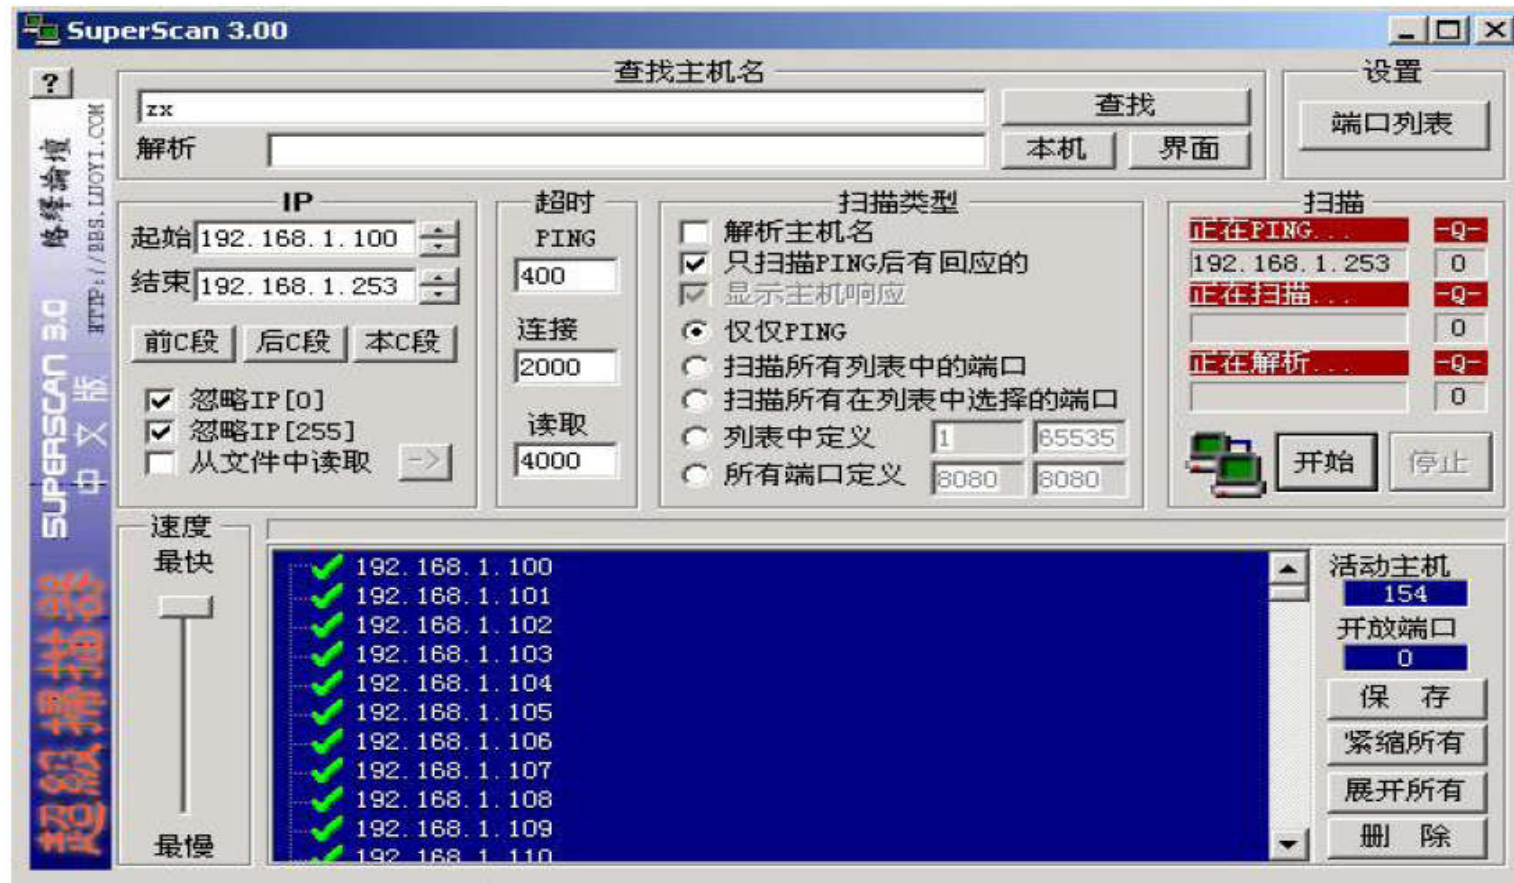 SuperScan 3.00
?
查找主机名
设置
zx
查找
端口列表
解析
本机
界面
IP
超时
扫描类型
扫描
起始 192.168.1.100
结束 192.168.1.253
前C段
后C段
本C段
忽略IP[0]
忽略IP[255]
从文件中读取
->
PING
400
连接
2000
读取
4000
解析主机名
只扫描PING后有回应的
显示主机响应
仅仅PING
扫描所有列表中的端口
扫描所有在列表中选择的端口
列表中定义 1 65535
所有端口定义 8080 8080
正在PING... -Q-
192.168.1.253 0
正在扫描... -Q-
0
正在解析... -Q-
0
开始
停止
速度
最快
最慢
192.168.1.100
192.168.1.101
192.168.1.102
192.168.1.103
192.168.1.104
192.168.1.105
192.168.1.106
192.168.1.107
192.168.1.108
192.168.1.109
192.168.1.110
活动主机
154
开放端口
0
保 存
紧缩所有
展开所有
删 除
超級掃描器
SUPERSCAN 3.0
中文版
絡繹論壇
HTTP://BBS.LUOYI.COM